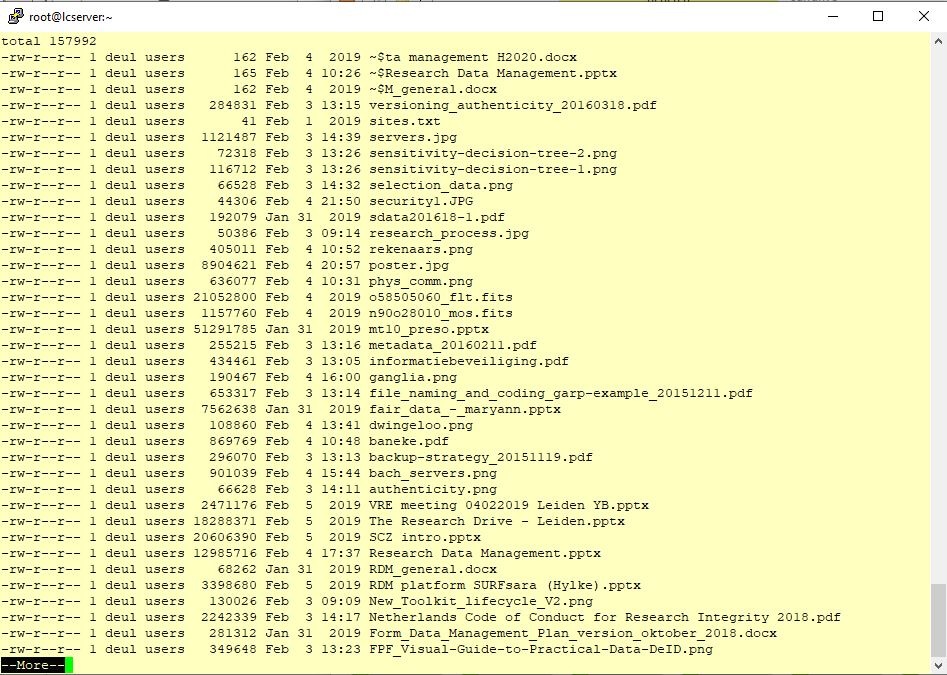 root@lcserver:~
total 157992
-rw-r--r-- 1 deul users      162 Feb  4  2019 ~$ta management H2020.docx
-rw-r--r-- 1 deul users      165 Feb  4 10:26 ~$Research Data Management.pptx
-rw-r--r-- 1 deul users      162 Feb  4  2019 ~$M_general.docx
-rw-r--r-- 1 deul users   284831 Feb  3 13:15 versioning_authenticity_20160318.pdf
-rw-r--r-- 1 deul users       41 Feb  1  2019 sites.txt
-rw-r--r-- 1 deul users  1121487 Feb  3 14:39 servers.jpg
-rw-r--r-- 1 deul users    72318 Feb  3 13:26 sensitivity-decision-tree-2.png
-rw-r--r-- 1 deul users   116712 Feb  3 13:26 sensitivity-decision-tree-1.png
-rw-r--r-- 1 deul users    66528 Feb  3 14:32 selection_data.png
-rw-r--r-- 1 deul users    44306 Feb  4 21:50 security1.JPG
-rw-r--r-- 1 deul users   192079 Jan 31  2019 sdata201618-1.pdf
-rw-r--r-- 1 deul users    50386 Feb  3 09:14 research_process.jpg
-rw-r--r-- 1 deul users   405011 Feb  4 10:52 rekenaars.png
-rw-r--r-- 1 deul users  8904621 Feb  4 20:57 poster.jpg
-rw-r--r-- 1 deul users   636077 Feb  4 10:31 phys_comm.png
-rw-r--r-- 1 deul users 21052800 Feb  4  2019 o58505060_flt.fits
-rw-r--r-- 1 deul users  1157760 Feb  4  2019 n90o28010_mos.fits
-rw-r--r-- 1 deul users 51291785 Jan 31  2019 mt10_preso.pptx
-rw-r--r-- 1 deul users   255215 Feb  3 13:16 metadata_20160211.pdf
-rw-r--r-- 1 deul users   434461 Feb  3 13:05 informatiebeveiliging.pdf
-rw-r--r-- 1 deul users   190467 Feb  4 16:00 ganglia.png
-rw-r--r-- 1 deul users   653317 Feb  3 13:14 file_naming_and_coding_garp-example_20151211.pdf
-rw-r--r-- 1 deul users  7562638 Jan 31  2019 fair_data_-_maryann.pptx
-rw-r--r-- 1 deul users   108860 Feb  4 13:41 dwingeloo.png
-rw-r--r-- 1 deul users   869769 Feb  4 10:48 baneke.pdf
-rw-r--r-- 1 deul users   296070 Feb  3 13:13 backup-strategy_20151119.pdf
-rw-r--r-- 1 deul users   901039 Feb  4 15:44 bach_servers.png
-rw-r--r-- 1 deul users    66628 Feb  3 14:11 authenticity.png
-rw-r--r-- 1 deul users  2471176 Feb  5  2019 VRE meeting 04022019 Leiden YB.pptx
-rw-r--r-- 1 deul users 18288371 Feb  5  2019 The Research Drive - Leiden.pptx
-rw-r--r-- 1 deul users 20606390 Feb  5  2019 SCZ intro.pptx
-rw-r--r-- 1 deul users 12985716 Feb  4 17:37 Research Data Management.pptx
-rw-r--r-- 1 deul users    68262 Jan 31  2019 RDM_general.docx
-rw-r--r-- 1 deul users  3398680 Feb  5  2019 RDM platform SURFsara (Hylke).pptx
-rw-r--r-- 1 deul users   130026 Feb  3 09:09 New_Toolkit_lifecycle_V2.png
-rw-r--r-- 1 deul users  2242339 Feb  3 14:17 Netherlands Code of Conduct for Research Integrity 2018.pdf
-rw-r--r-- 1 deul users   281312 Jan 31  2019 Form_Data_Management_Plan_version_oktober_2018.docx
-rw-r--r-- 1 deul users   349648 Feb  3 13:23 FPF_Visual-Guide-to-Practical-Data-DeID.png
--More--